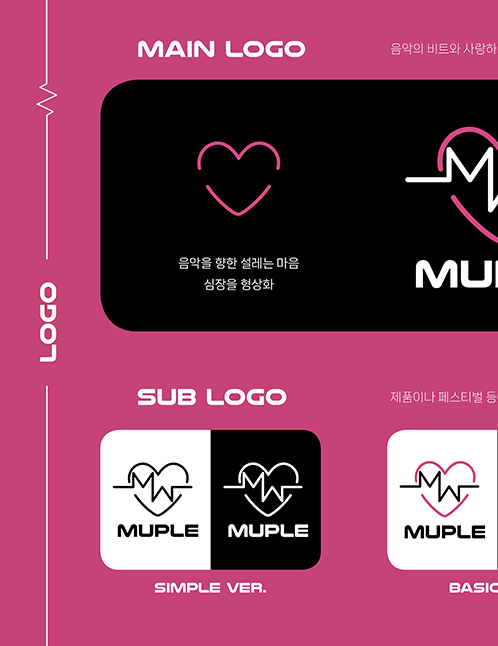 MAIN LOGO
음악의 비트와 사랑하
음악을 향한 설레는 마음
심장을 형상화
MU
LOGO
SUB LOGO
제품이나 페스티벌 등
MUPLE
MUPLE
MUPLE
SIMPLE VER.
BASIC